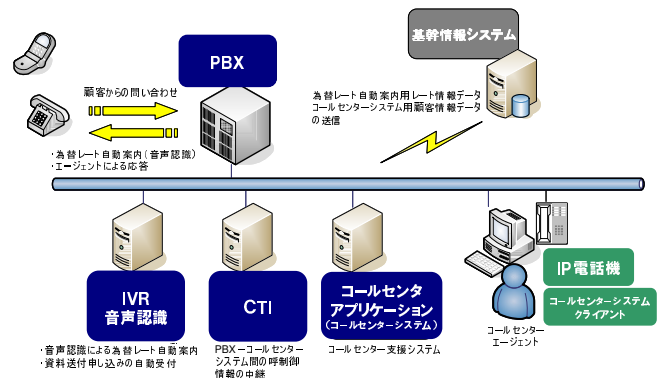 基幹情報システム
PBX
顧客からの問い合わせ
為替レート自動案内用レート情報データ
コールセンターシステム用顧客情報データ
の送信
・為替レート自動案内（音声認識）
・エージェントによる応答
IVR
音声認識
CTI
コールセンタ
アプリケーション
（コールセンターシステム）
IP電話機
コールセンターシステム
クライアント
コールセンター
エージェント
・音声認識による為替レート自動案内
・資料送付申し込みの自動受付
PBX－コールセンター
システム間の呼制御
情報の中継
コールセンター支援システム